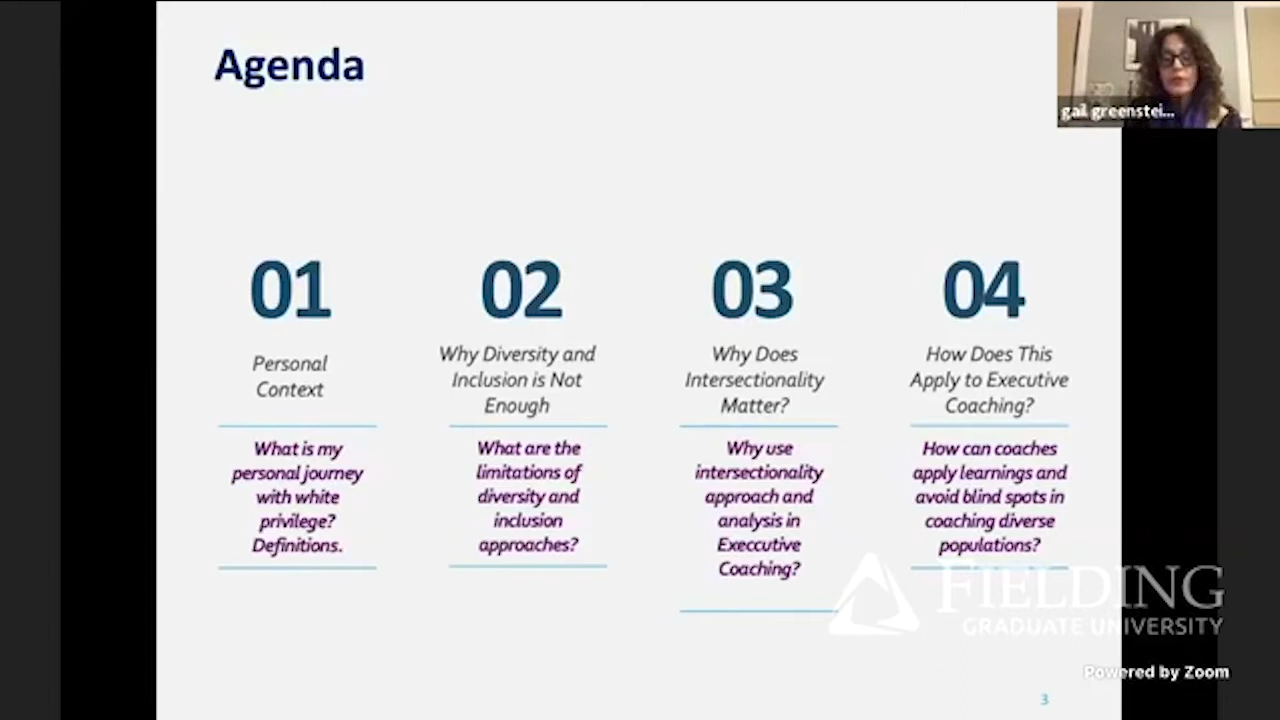 Agenda
gail greenstei...
01
Personal
Context
What is my
personal journey
with white
privilege?
Definitions.
02
Why Diversity and
Inclusion is Not
Enough
What are the
limitations of
diversity and
inclusion
approaches?
03
Why Does
Intersectionality
Matter?
Why use
intersectionality
approach and
analysis in
Execcutive
Coaching?
04
How Does This
Apply to Executive
Coaching?
How can coaches
apply learnings and
avoid blind spots in
coaching diverse
populations?
FIELDING
GRADUATE UNIVERSITY
Powered by Zoom
3